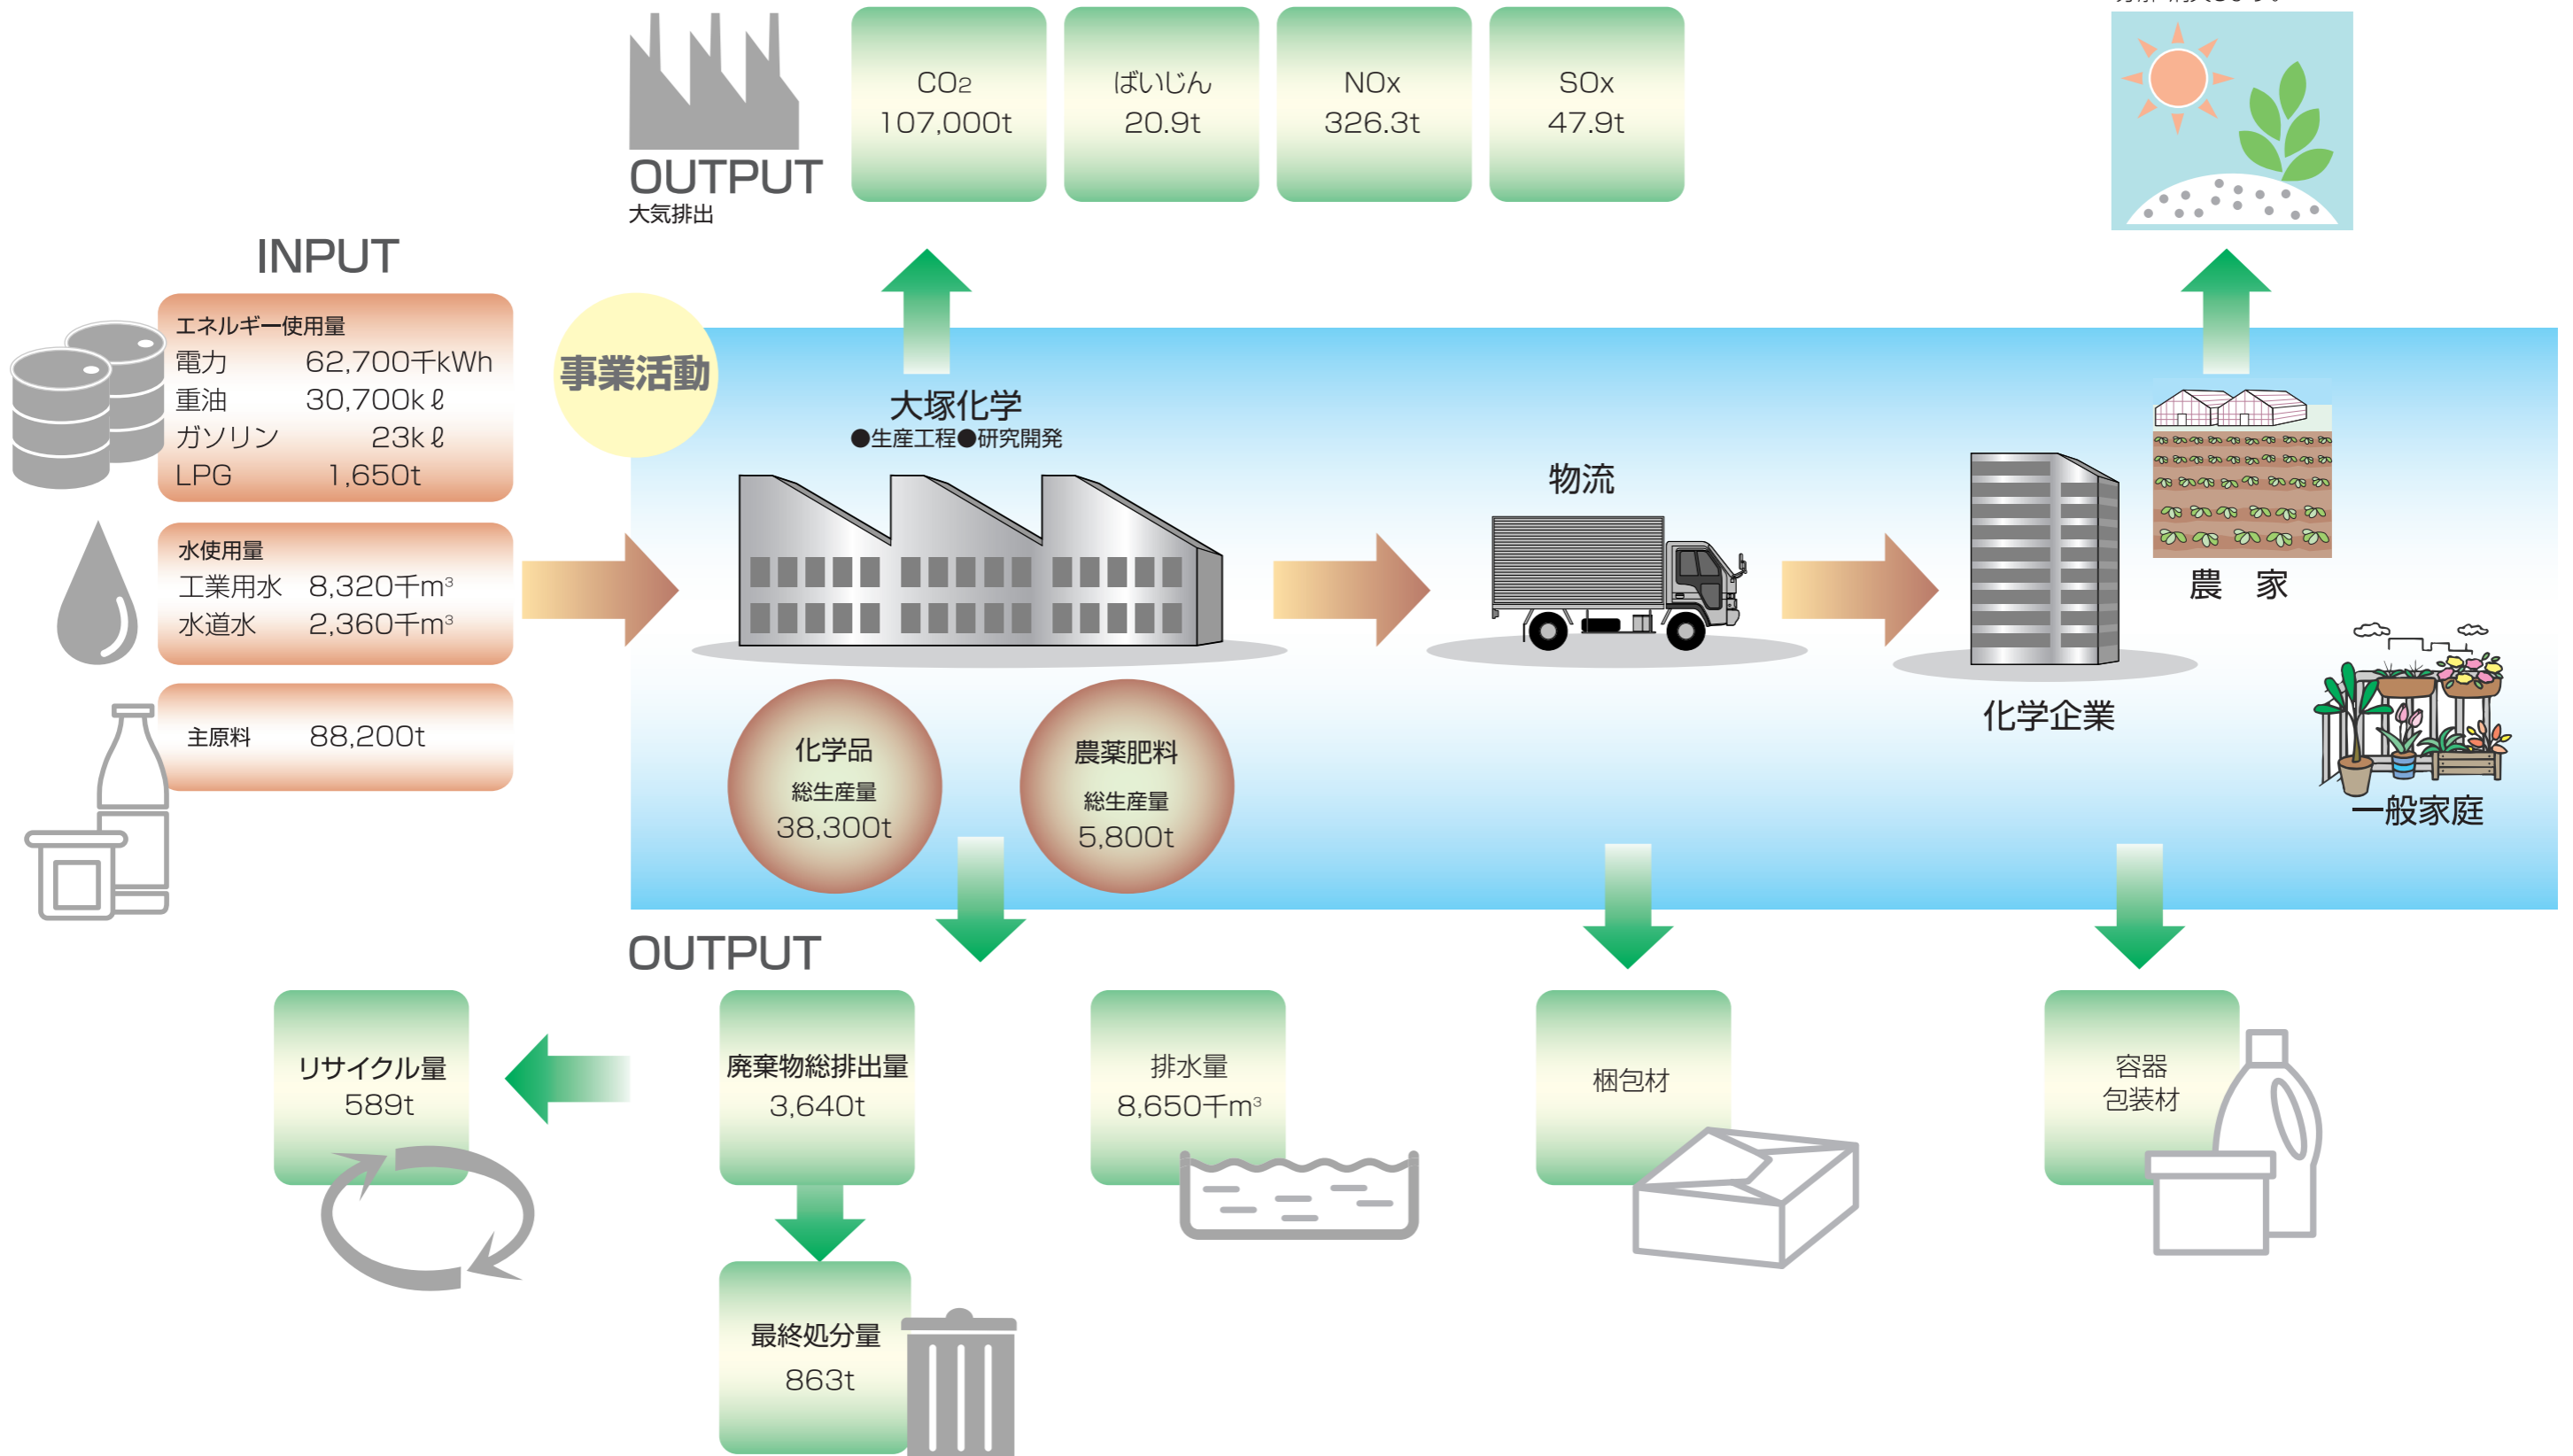 CO₂
107,000t
ばいじん
20.9t
NOx
326.3t
SOx
47.9t
OUTPUT
大気排出
INPUT
エネルギー使用量
電力 62,700千kWh
重油 30,700kℓ
ガソリン 23kℓ
LPG 1,650t
水使用量
工業用水 8,320千m³
水道水 2,360千m³
主原料 88,200t
事業活動
大塚化学
●生産工程●研究開発
物流
化学企業
農 家
一般家庭
化学品
総生産量
38,300t
農薬肥料
総生産量
5,800t
OUTPUT
リサイクル量
589t
廃棄物総排出量
3,640t
排水量
8,650千m³
梱包材
容器
包装材
最終処分量
863t